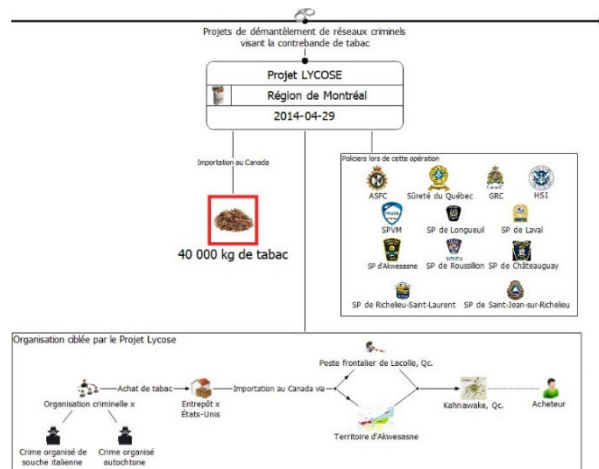 Projets de démantèlement de réseaux criminels
visant la contrebande de tabac
Projet LYCOSE
Région de Montréal
2014-04-29
Importation au Canada
40 000 kg de tabac
Policiers lors de cette opération
ASFC
Sûreté du Québec
GRC
HSI
SPVM
SP de Longueuil
SP de Laval
SP d'Akwesasne
SP de Roussillon
SP de Châteauguay
SP de Richelieu-Saint-Laurent
SP de Saint-Jean-sur-Richelieu
Organisation ciblée par le Projet Lycose
Organisation criminelle x
Achat de tabac
Entrepôt x
États-Unis
Importation au Canada via
Poste frontalier de Lacolle, Qc.
Territoire d'Akwesasne
Kahnawake, Qc.
Acheteur
Crime organisé de
souche italienne
Crime organisé
autochtone